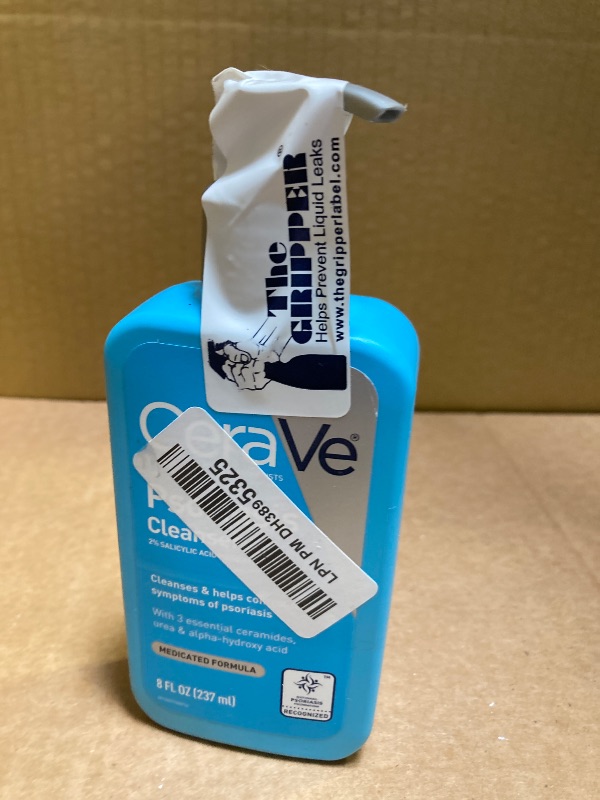 The
GRIPPER®
Helps Prevent Liquid Leaks
www.thegripperlabel.com
CeraVe®
LPN PM DH3895325
2% SALICYLIC ACID
Cleanses & helps
symptoms of psoriasis
With 3 essential ceramides,
urea & alpha-hydroxy acid
MEDICATED FORMULA
8 FL OZ (237 ml)
PSORIASIS
RECOGNIZED